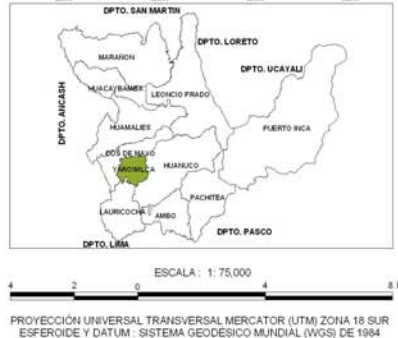 DPTO. SAN MARTIN
DPTO. LORETO
MARAÑON
DPTO. UCAYALI
HUACAYBAMBA
LEONCIO PRADO
DPTO. ANCASH
HUAMALIES
PUERTO INCA
DOS DE MAYO
YAROWILCA
HUANUCO
PACHITEA
LAURICOCHA
AMBO
DPTO. PASCO
DPTO. LIMA
ESCALA : 1: 75,000
4 2 0 4 8
PROYECCIÓN UNIVERSAL TRANSVERSAL MERCATOR (UTM) ZONA 18 SUR
ESFEROIDE Y DATUM : SISTEMA GEODÉSICO MUNDIAL (WGS) DE 1984